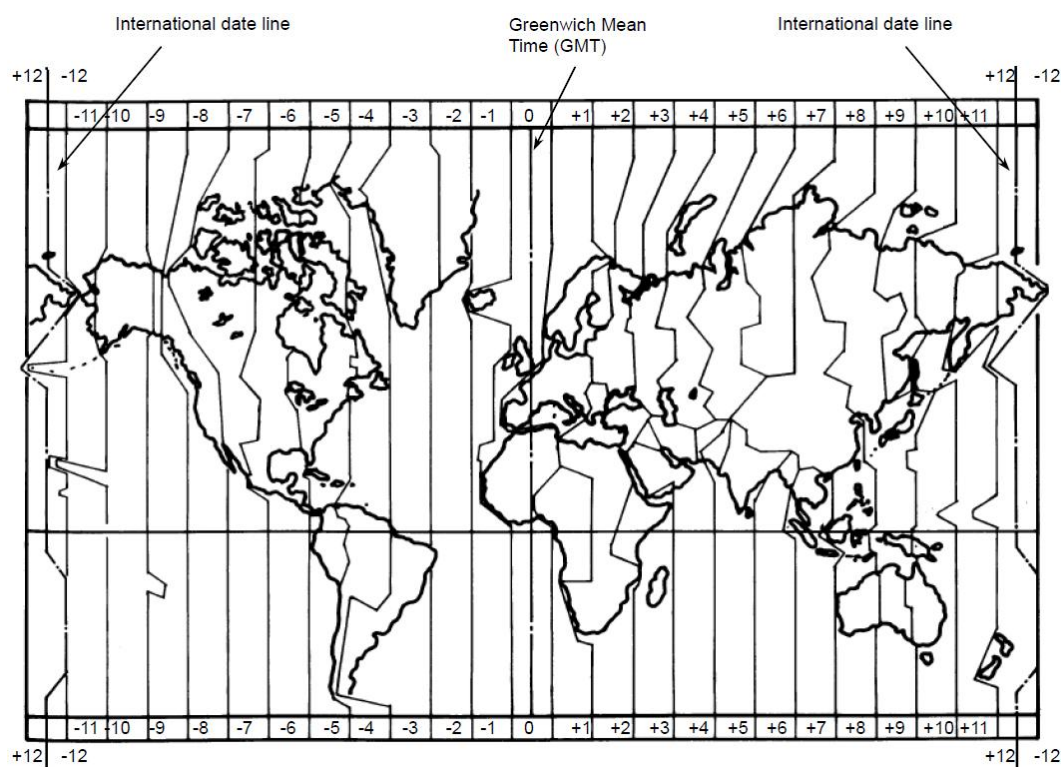 International date line
Greenwich Mean
Time (GMT)
International date line
+12 -12 +12 -12
-11 -10 -9 -8 -7 -6 -5 -4 -3 -2 -1 0 +1 +2 +3 +4 +5 +6 +7 +8 +9 +10 +11
-11 -10 -9 -8 -7 -6 -5 -4 -3 -2 -1 0 +1 +2 +3 +4 +5 +6 +7 +8 +9 +10 +11
+12 -12 +12 -12